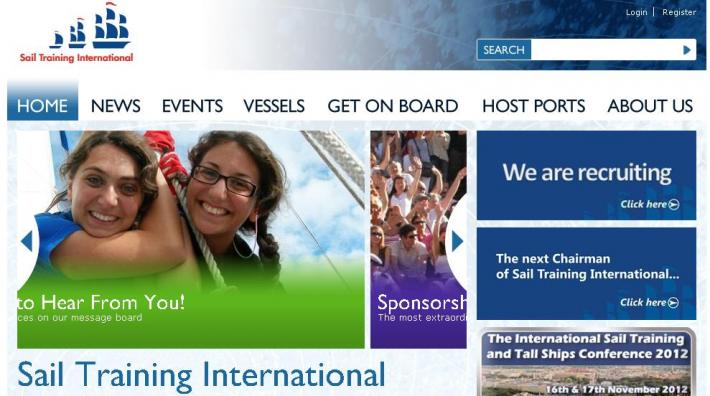 Sail Training International
Login | Register
SEARCH
HOME NEWS EVENTS VESSELS GET ON BOARD HOST PORTS ABOUT US
to Hear From You!
ces on our message board
Sponsorsh
The most extraord
We are recruiting
Click here
The next Chairman
of Sail Training International...
Click here
The International Sail Training
and Tall Ships Conference 2012
16th & 17th November 2012
Sail Training International